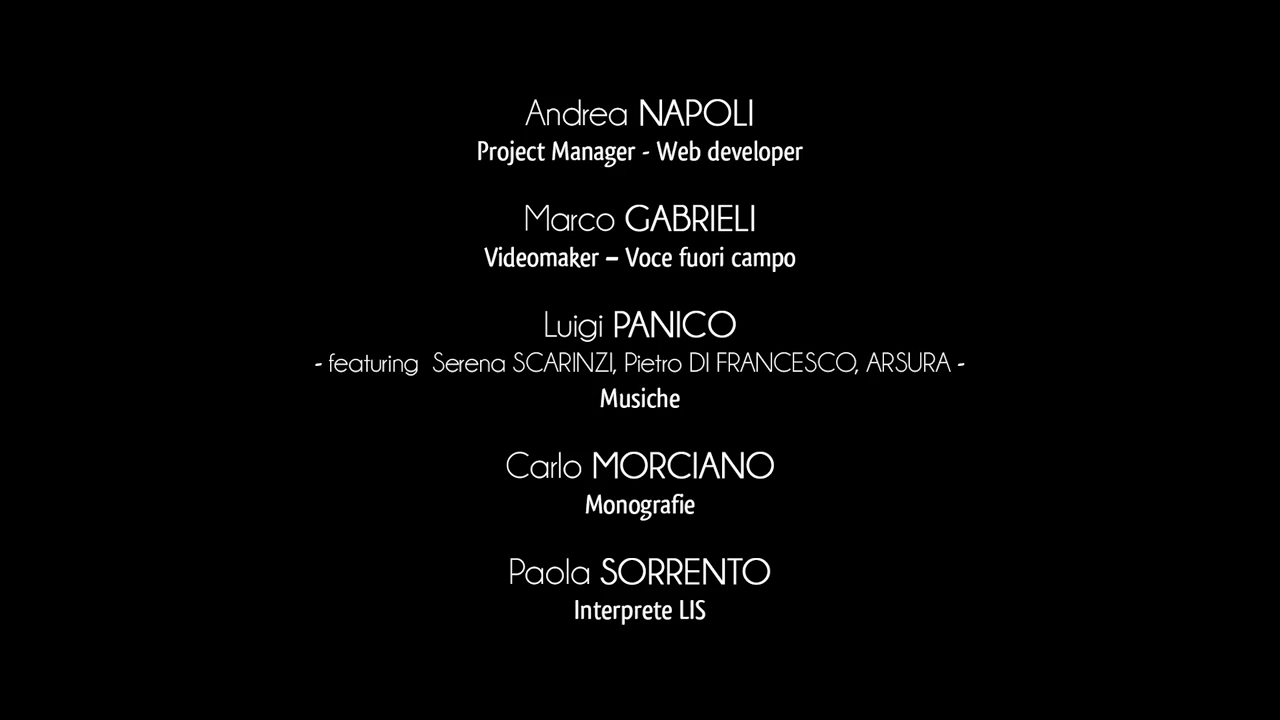 Andrea NAPOLI
Project Manager - Web developer
Marco GABRIELI
Videomaker – Voce fuori campo
Luigi PANICO
- featuring  Serena SCARINZI, Pietro DI FRANCESCO, ARSURA -
Musiche
Carlo MORCIANO
Monografie
Paola SORRENTO
Interprete LIS